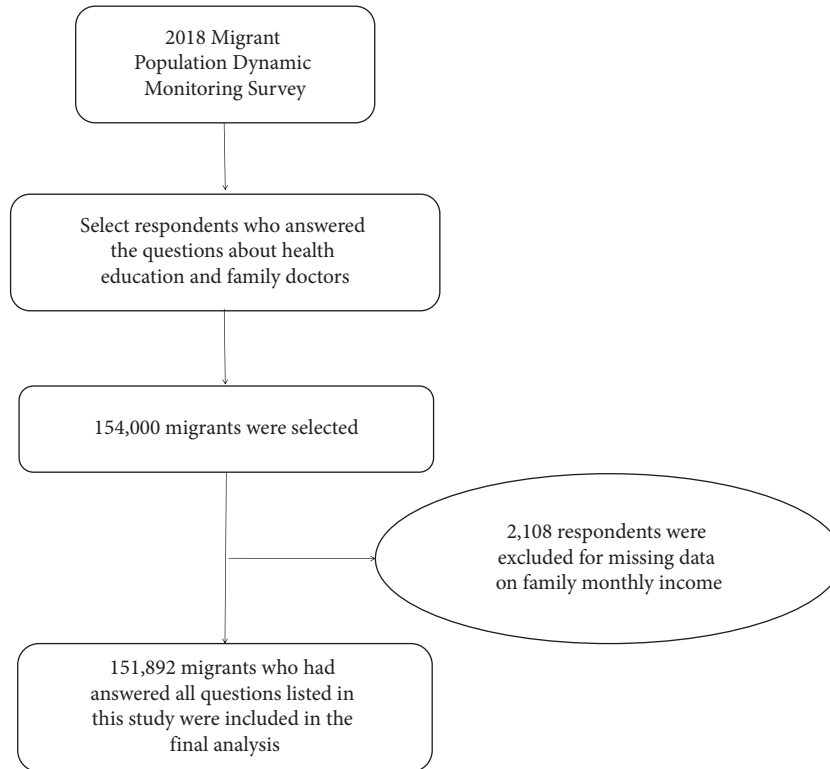 2018 Migrant
Population Dynamic
Monitoring Survey
Select respondents who answered
the questions about health
education and family doctors
154,000 migrants were selected
2,108 respondents were
excluded for missing data
on family monthly income
151,892 migrants who had
answered all questions listed in
this study were included in the
final analysis